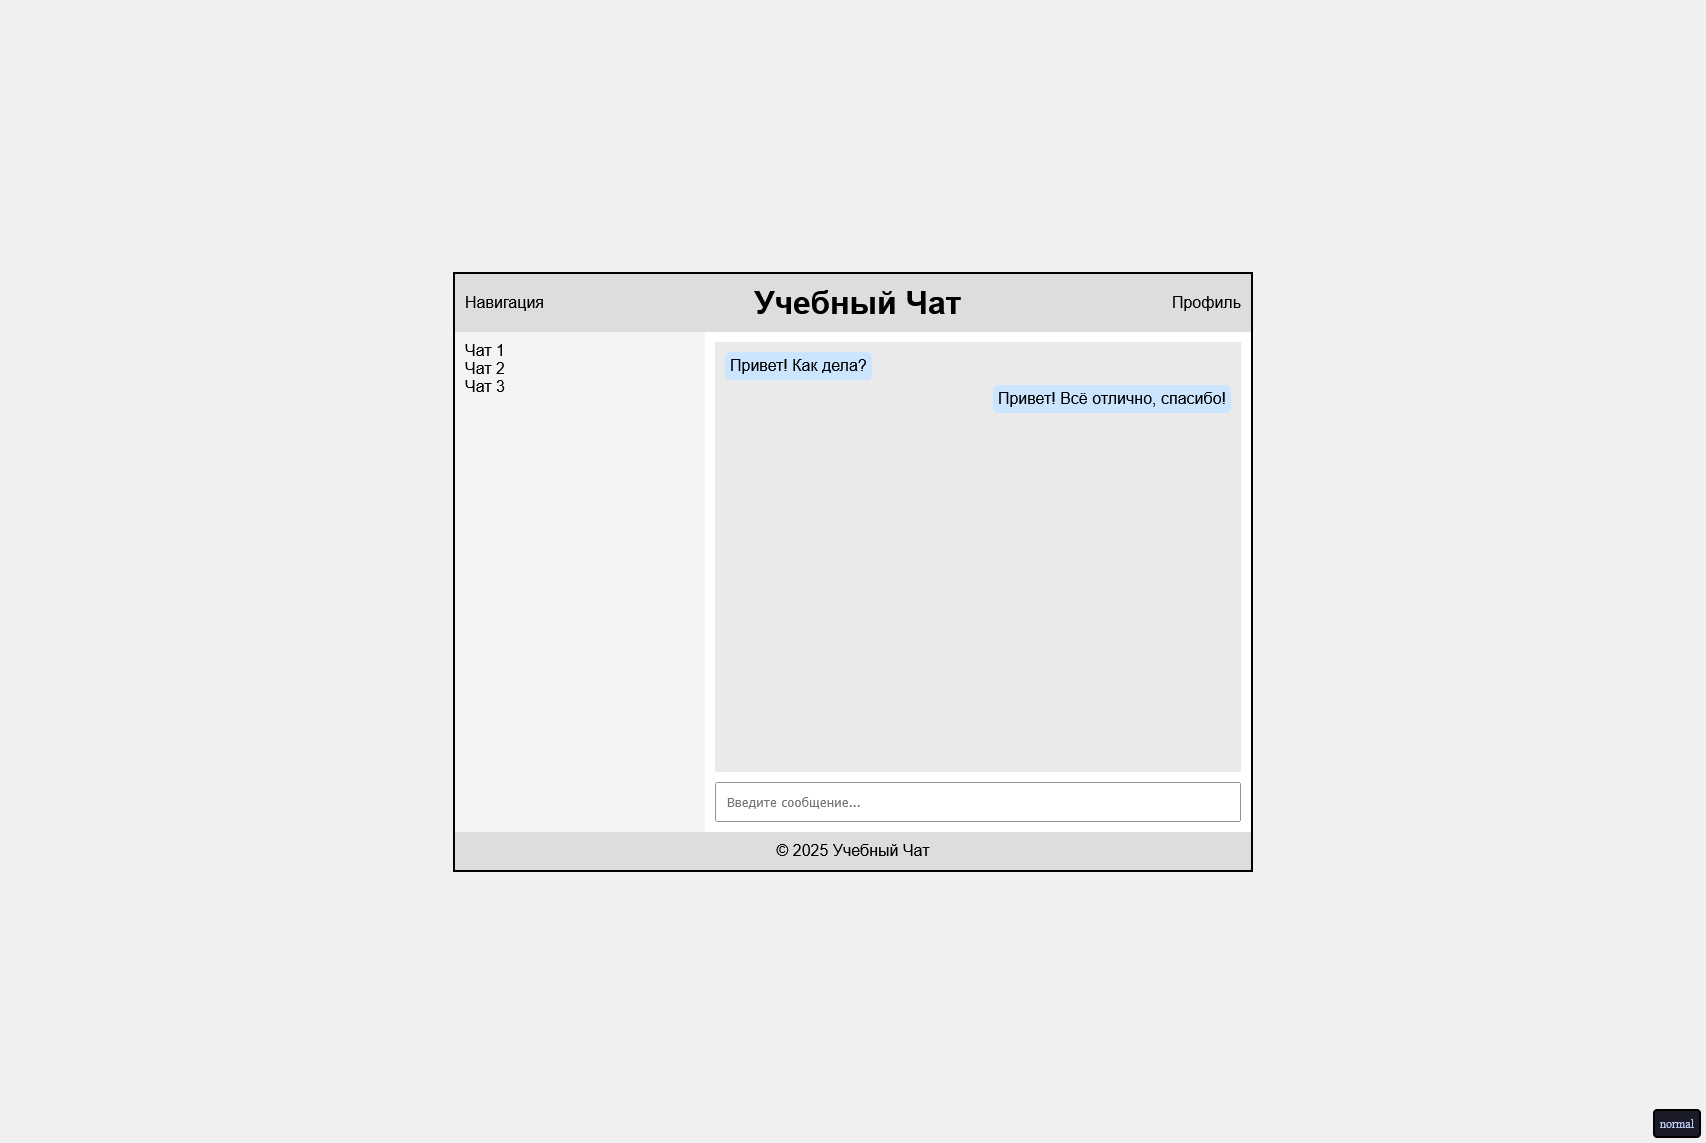 Навигация
Учебный Чат
Профиль
Чат 1
Чат 2
Чат 3
Привет! Как дела?
Привет! Всё отлично, спасибо!
Введите сообщение...
© 2025 Учебный Чат
normal